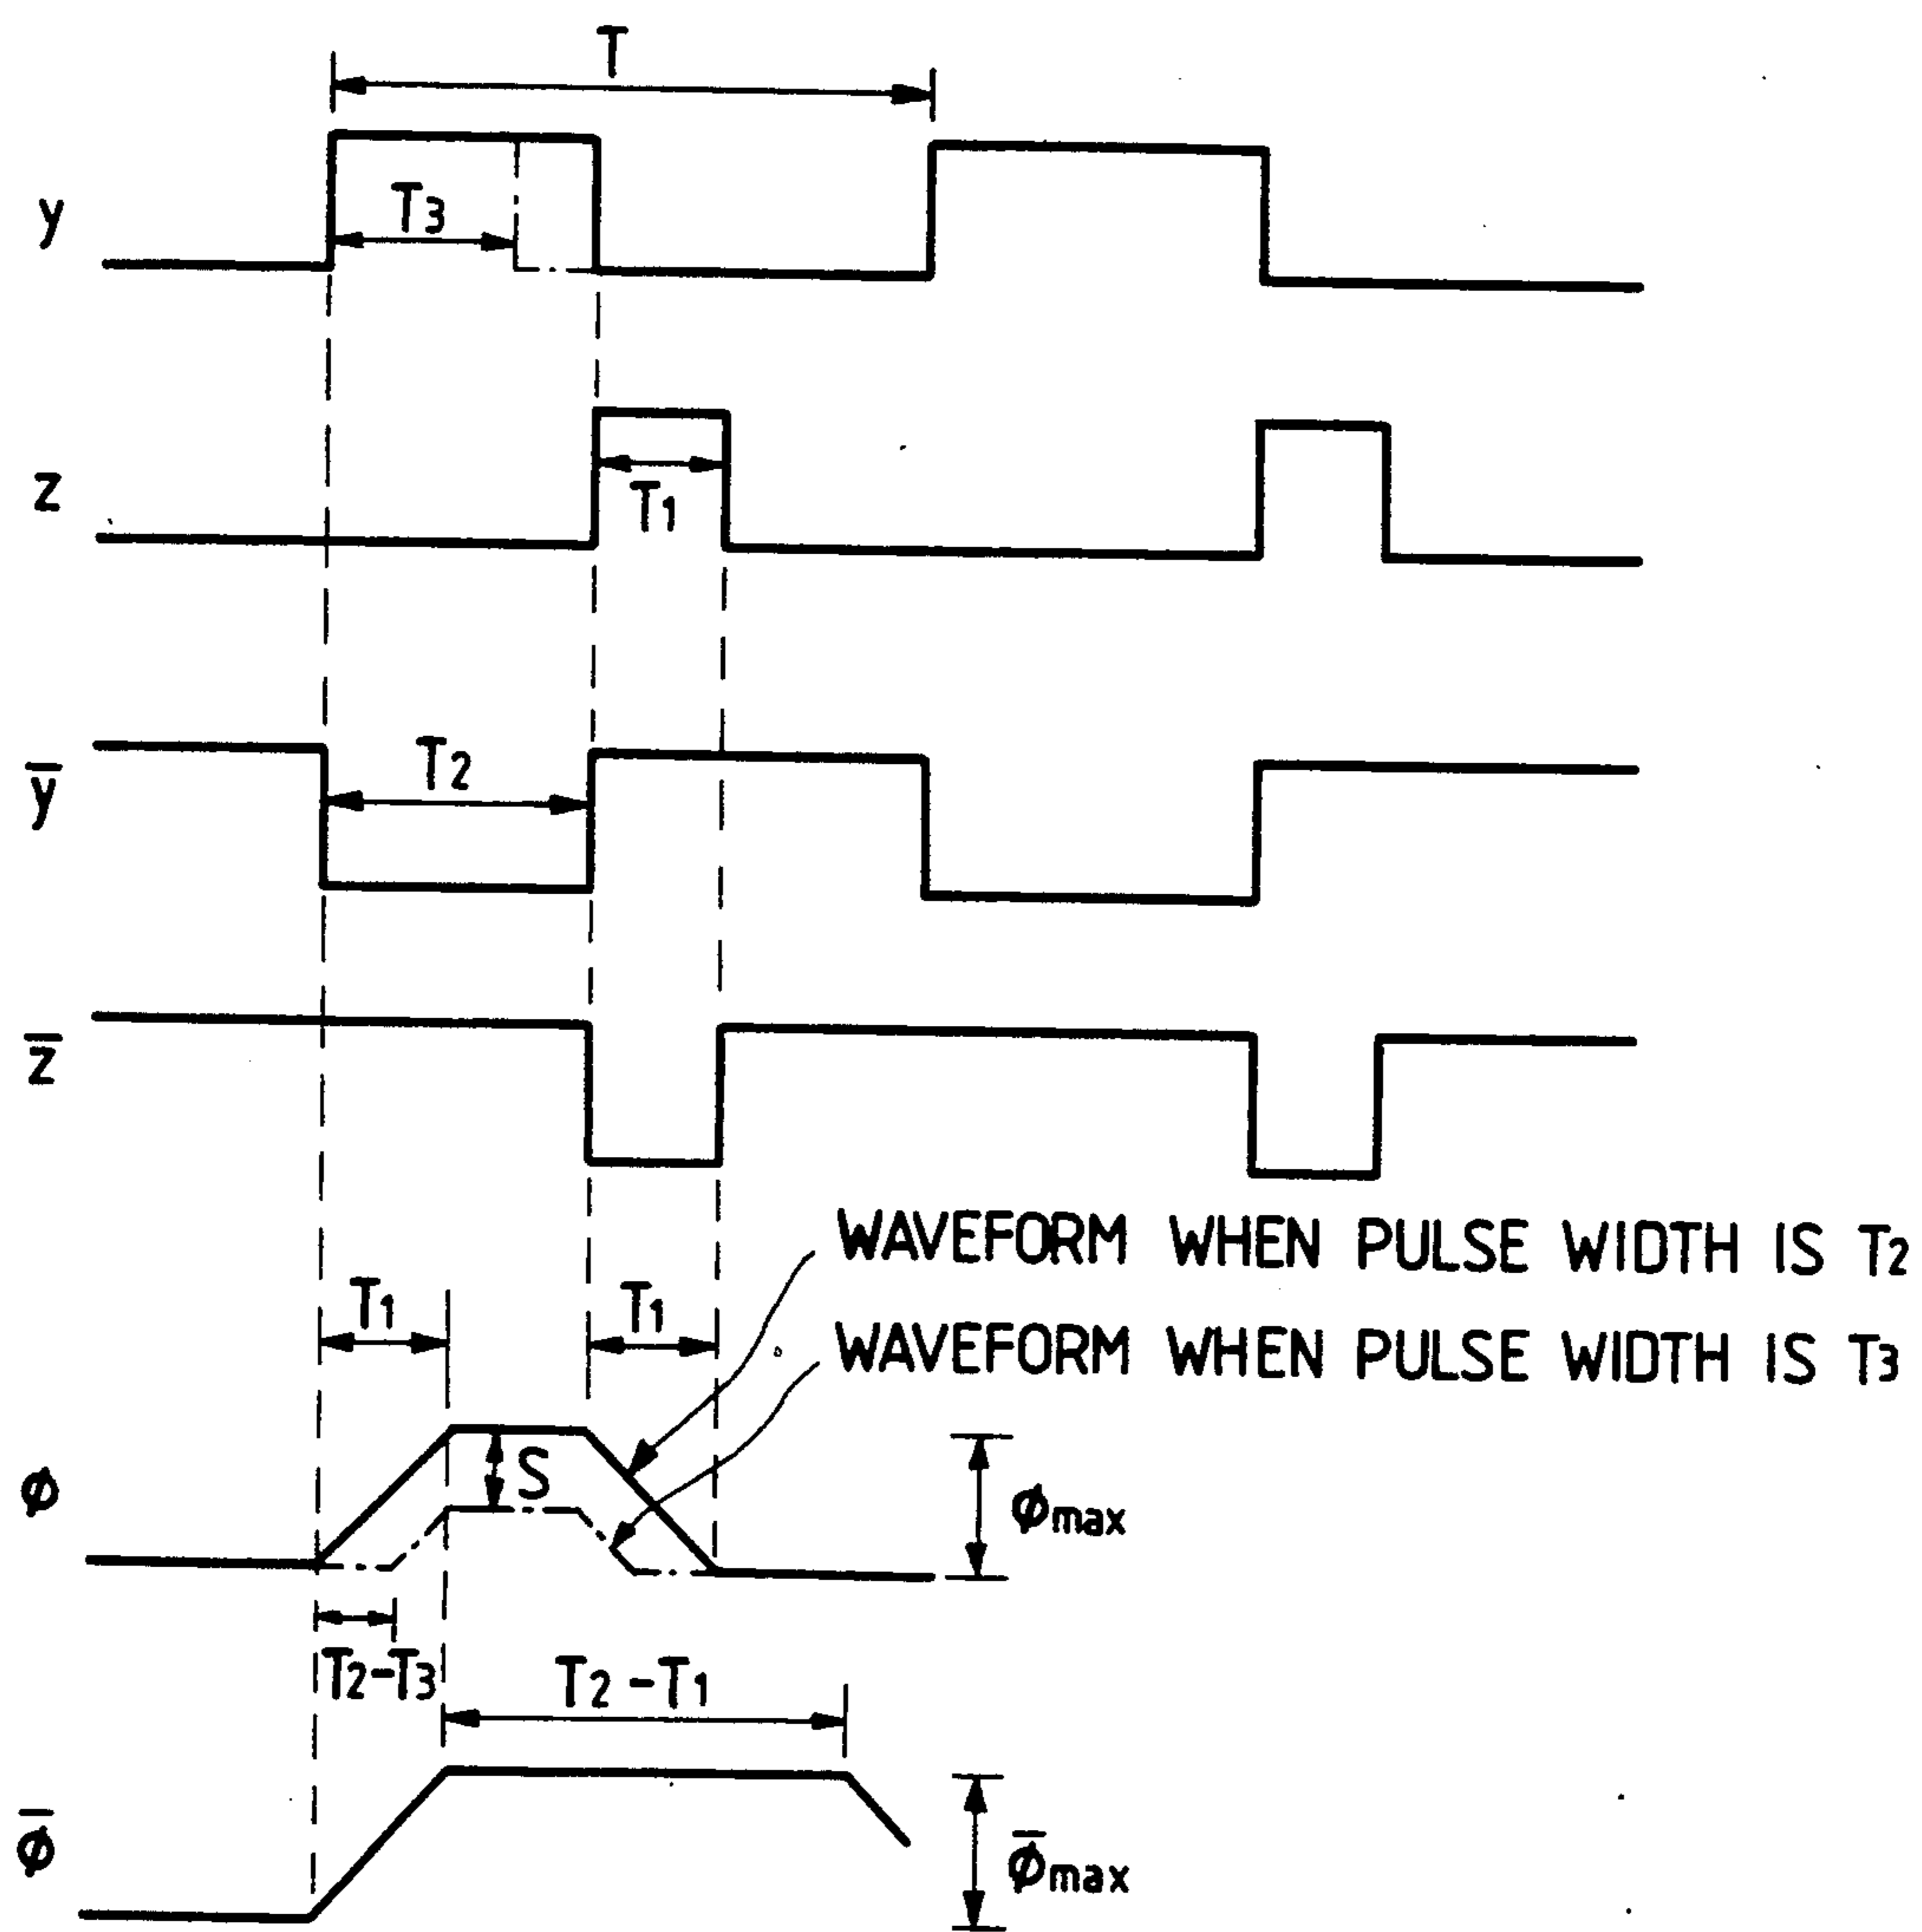 T
y
T3
z
T1
y̅
T2
z̅
WAVEFORM WHEN PULSE WIDTH IS T2
T1
T1
WAVEFORM WHEN PULSE WIDTH IS T3
ϕ
S
ϕmax
T2-T3
T2-T1
ϕ̅
ϕ̅max